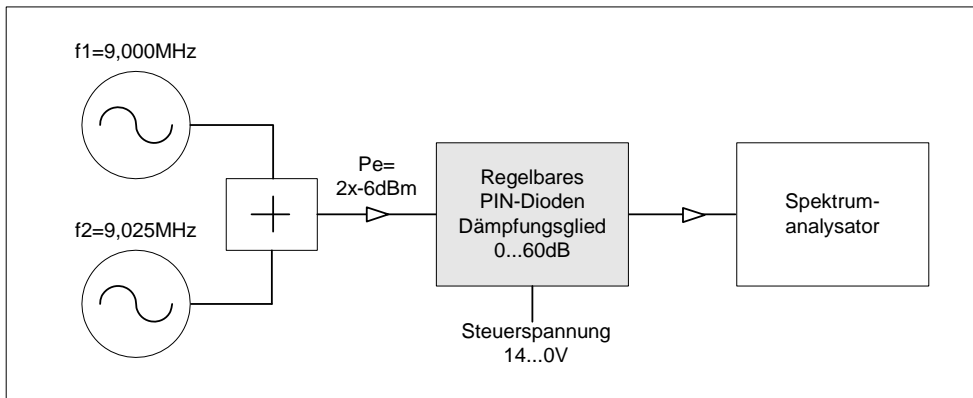 f1=9,000MHz
f2=9,025MHz
Pe=
2x-6dBm
Regelbares
PIN-Dioden
Dämpfungsglied
0...60dB
Steuerspannung
14...0V
Spektrum-
analysator